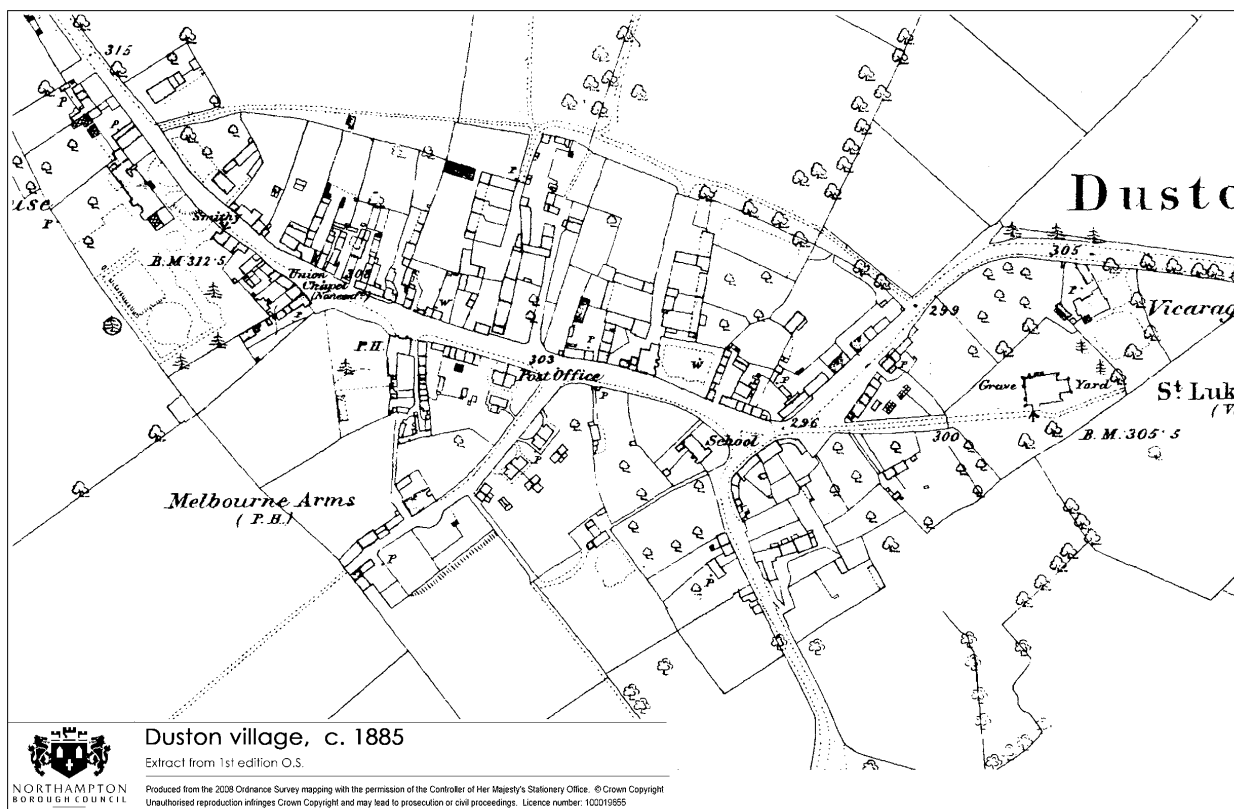 315
P
P
ise
P
Smithy
B.M.312·5
Union
Chapel
(Nonconft.)
308
W
P
P.H.
303
Post Office
P
P
P
W
P
School
296
299
P
300
305
P
Dusto
Vicarag
Grave Yard
St. Luk
(V.
B.M.305·5
Melbourne Arms
(P.H.)
P
P
P
NORTHAMPTON
BOROUGH COUNCIL
Duston village, c. 1885
Extract from 1st edition O.S.
Produced from the 2008 Ordnance Survey mapping with the permission of the Controller of Her Majesty's Stationery Office. © Crown Copyright
Unauthorised reproduction infringes Crown Copyright and may lead to prosecution or civil proceedings. Licence number: 100019655